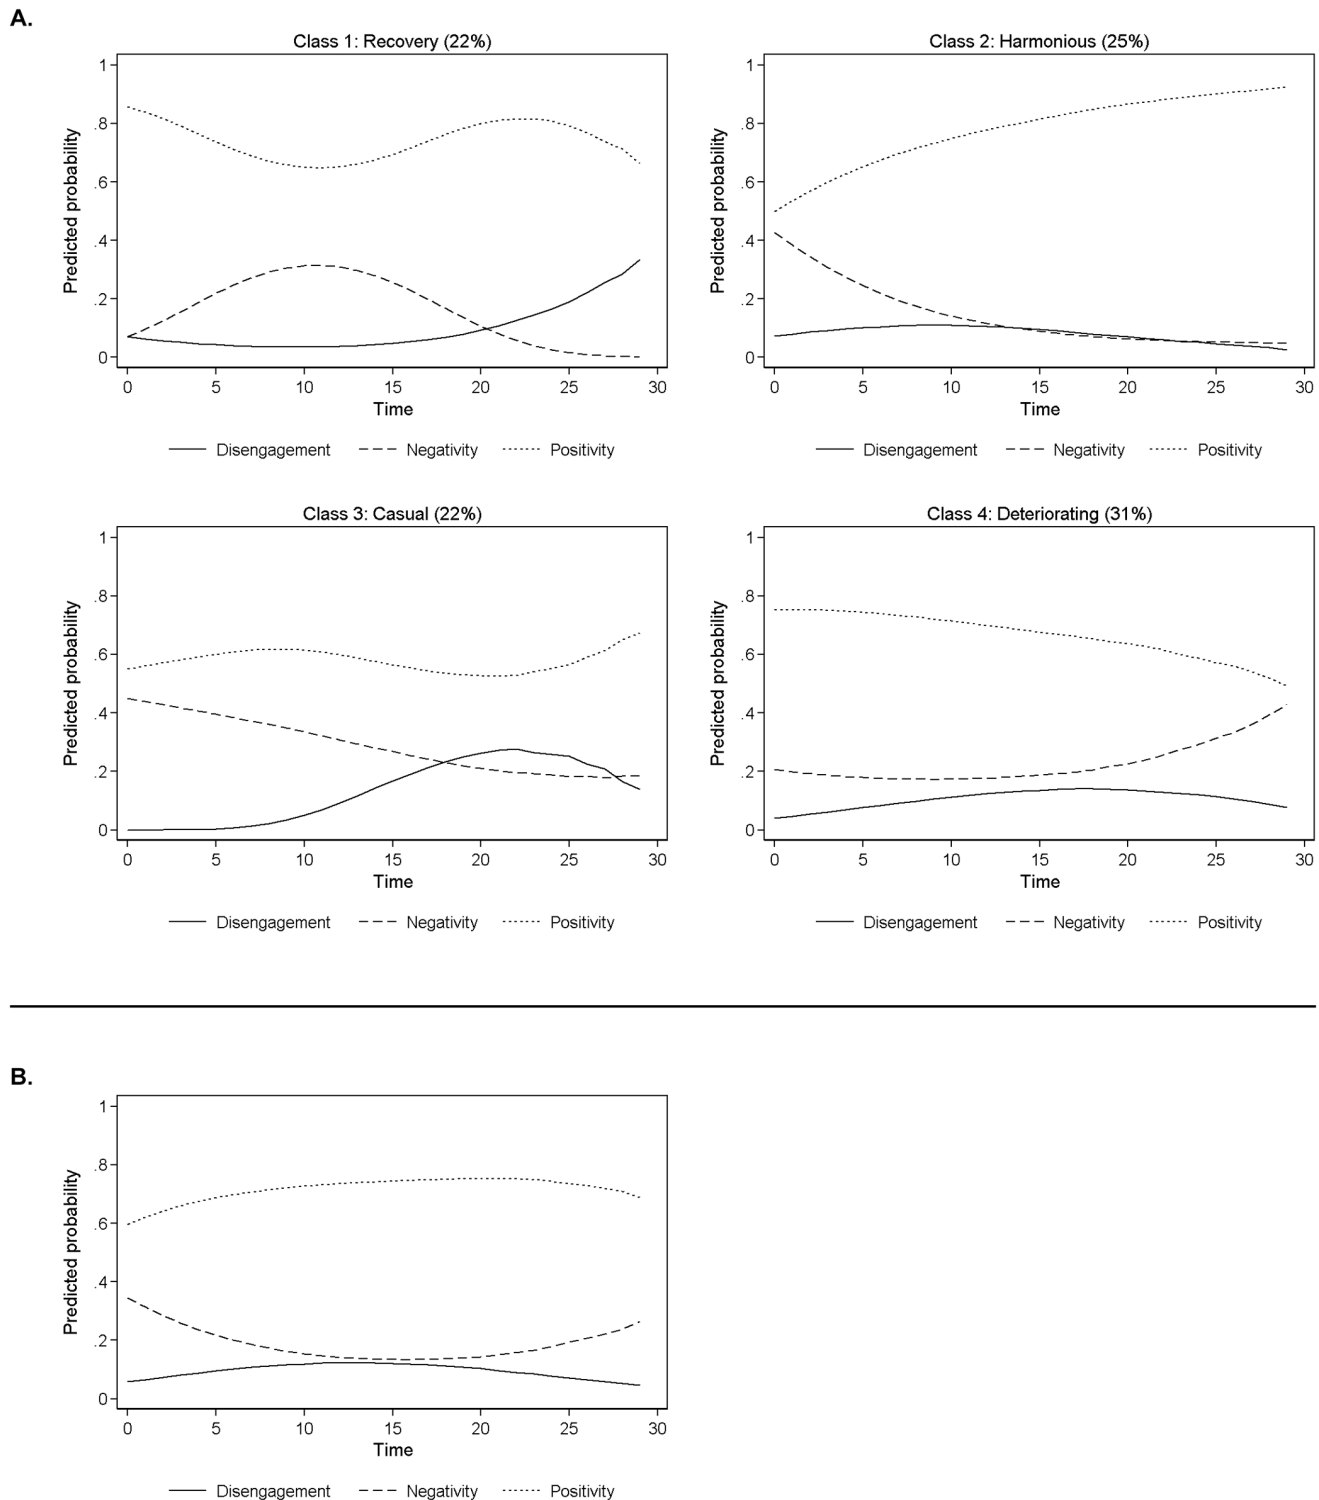 A.
Class 1: Recovery (22%)
Predicted probability
1
.8
.6
.4
.2
0
0 5 10 15 20 25 30
Time
Disengagement Negativity Positivity
Class 2: Harmonious (25%)
Predicted probability
1
.8
.6
.4
.2
0
0 5 10 15 20 25 30
Time
Disengagement Negativity Positivity
Class 3: Casual (22%)
Predicted probability
1
.8
.6
.4
.2
0
0 5 10 15 20 25 30
Time
Disengagement Negativity Positivity
Class 4: Deteriorating (31%)
Predicted probability
1
.8
.6
.4
.2
0
0 5 10 15 20 25 30
Time
Disengagement Negativity Positivity
B.
Predicted probability
1
.8
.6
.4
.2
0
0 5 10 15 20 25 30
Time
Disengagement Negativity Positivity